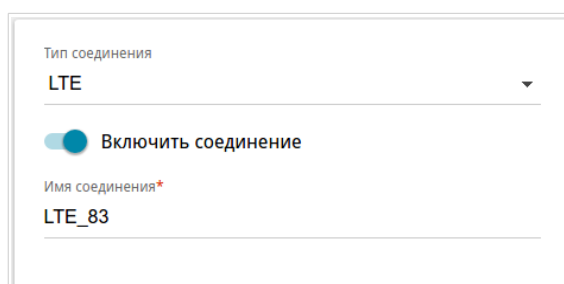 Тип соединения
LTE
Включить соединение
Имя соединения*
LTE_83